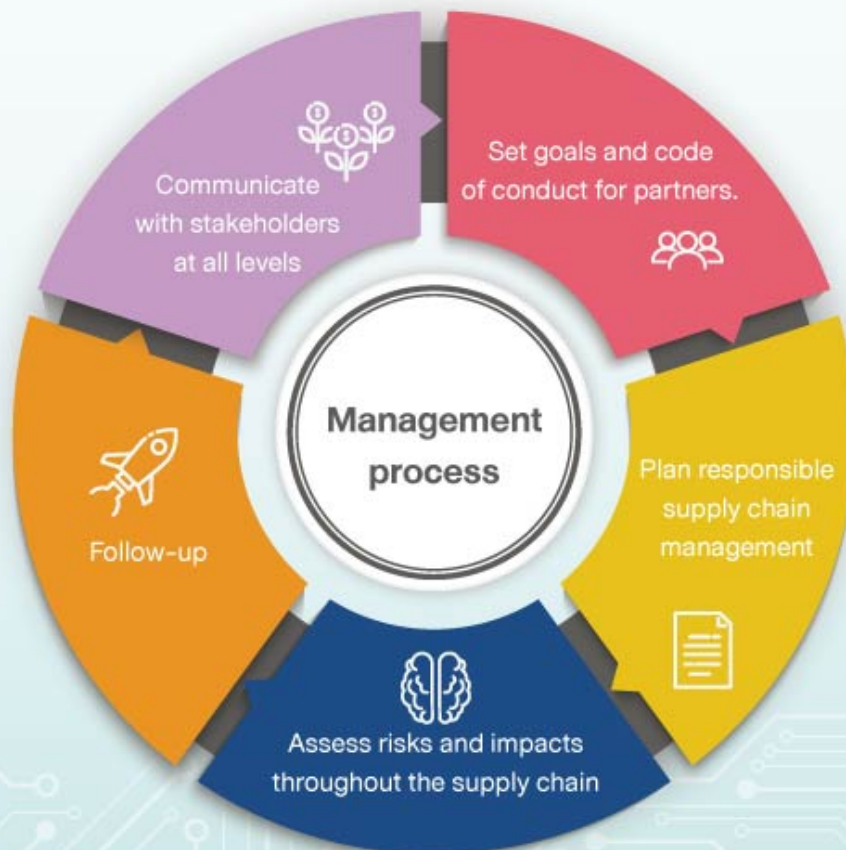 Communicate
with stakeholders
at all levels
Set goals and code
of conduct for partners.
Management
process
Plan responsible
supply chain
management
Follow-up
Assess risks and impacts
throughout the supply chain